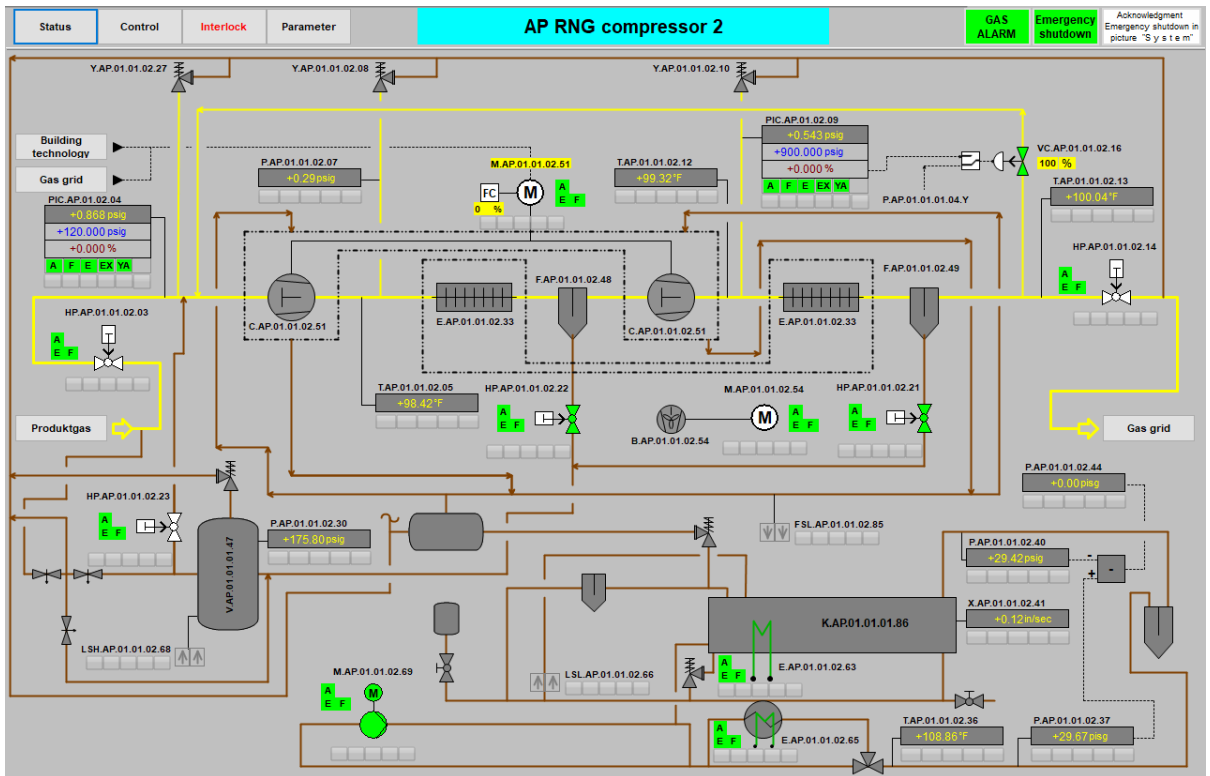 Status
Control
Interlock
Parameter
AP RNG compressor 2
GAS
ALARM
Emergency
shutdown
Acknowledgment
Emergency shutdown in
picture "S y s t e m"
Y.AP.01.01.02.27
Y.AP.01.01.02.08
Y.AP.01.01.02.10
Building
technology
Gas grid
PIC.AP.01.02.04
+0.868 psig
+120.000 psig
+0.000 %
A F E EX YA
P.AP.01.01.02.07
+0.29psig
M.AP.01.01.02.51
FC
0 %
M
A
E F
T.AP.01.01.02.12
+99.32°F
PIC.AP.01.02.09
+0.543 psig
+900.000 psig
+0.000 %
A F E EX YA
P.AP.01.01.01.04.Y
VC.AP.01.01.02.16
100 %
T.AP.01.01.02.13
+100.04°F
HP.AP.01.01.02.14
A
E F
HP.AP.01.01.02.03
A
E F
C.AP.01.01.02.51
E.AP.01.01.02.33
F.AP.01.01.02.48
C.AP.01.01.02.51
E.AP.01.01.02.33
F.AP.01.01.02.49
T.AP.01.01.02.05
+98.42°F
HP.AP.01.01.02.22
A
E F
M.AP.01.01.02.54
M
A
E F
B.AP.01.01.02.54
HP.AP.01.01.02.21
A
E F
Produktgas
Gas grid
HP.AP.01.01.02.23
A
E F
P.AP.01.01.02.30
+175.80psig
V.AP.01.01.01.47
LSH.AP.01.01.02.68
FSL.AP.01.01.02.85
P.AP.01.01.02.44
+0.00pisg
P.AP.01.01.02.40
+29.42psig
-
+
-
X.AP.01.01.02.41
+0.12in/sec
K.AP.01.01.01.86
A
E F
E.AP.01.01.02.63
LSL.AP.01.01.02.66
M.AP.01.01.02.69
M
A
E F
A
E F
E.AP.01.01.02.65
T.AP.01.01.02.36
+108.86°F
P.AP.01.01.02.37
+29.67psig